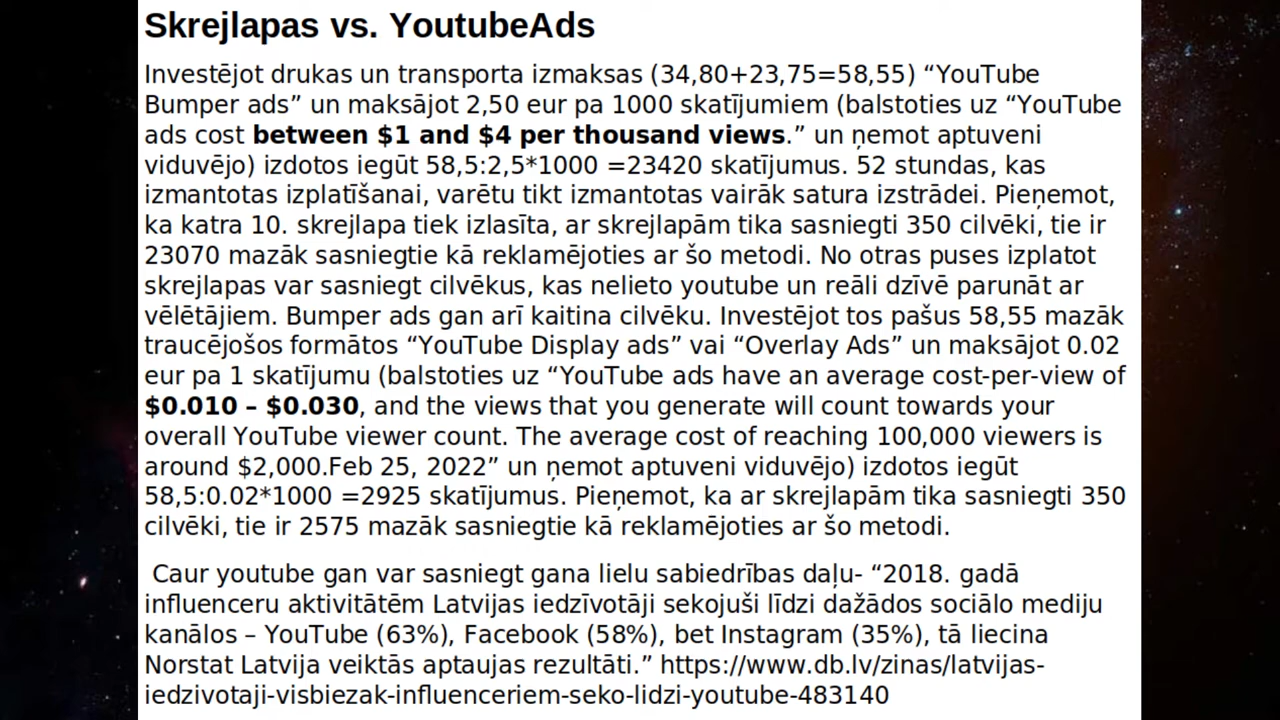 Skrejlapas vs. YoutubeAds
Investējot drukas un transporta izmaksas (34,80+23,75=58,55) “YouTube
Bumper ads” un maksājot 2,50 eur pa 1000 skatījumiem (balstoties uz “YouTube
ads cost between $1 and $4 per thousand views.” un ņemot aptuveni
viduvējo) izdotos iegūt 58,5:2,5*1000 =23420 skatījumus. 52 stundas, kas
izmantotas izplatīšanai, varētu tikt izmantotas vairāk satura izstrādei. Pieņemot,
ka katra 10. skrejlapa tiek izlasīta, ar skrejlapām tika sasniegti 350 cilvēki, tie ir
23070 mazāk sasniegtie kā reklamējoties ar šo metodi. No otras puses izplatot
skrejlapas var sasniegt cilvēkus, kas nelieto youtube un reāli dzīvē parunāt ar
vēlētājiem. Bumper ads gan arī kaitina cilvēku. Investējot tos pašus 58,55 mazāk
traucējošos formātos “YouTube Display ads” vai “Overlay Ads” un maksājot 0.02
eur pa 1 skatījumu (balstoties uz “YouTube ads have an average cost-per-view of
$0.010 – $0.030, and the views that you generate will count towards your
overall YouTube viewer count. The average cost of reaching 100,000 viewers is
around $2,000.Feb 25, 2022” un ņemot aptuveni viduvējo) izdotos iegūt
58,5:0.02*1000 =2925 skatījumus. Pieņemot, ka ar skrejlapām tika sasniegti 350
cilvēki, tie ir 2575 mazāk sasniegtie kā reklamējoties ar šo metodi.
Caur youtube gan var sasniegt gana lielu sabiedrības daļu- “2018. gadā
influenceru aktivitātēm Latvijas iedzīvotāji sekojuši līdzi dažādos sociālo mediju
kanālos – YouTube (63%), Facebook (58%), bet Instagram (35%), tā liecina
Norstat Latvija veiktās aptaujas rezultāti.” https://www.db.lv/zinas/latvijas-
iedzivotaji-visbiezak-influenceriem-seko-lidzi-youtube-483140